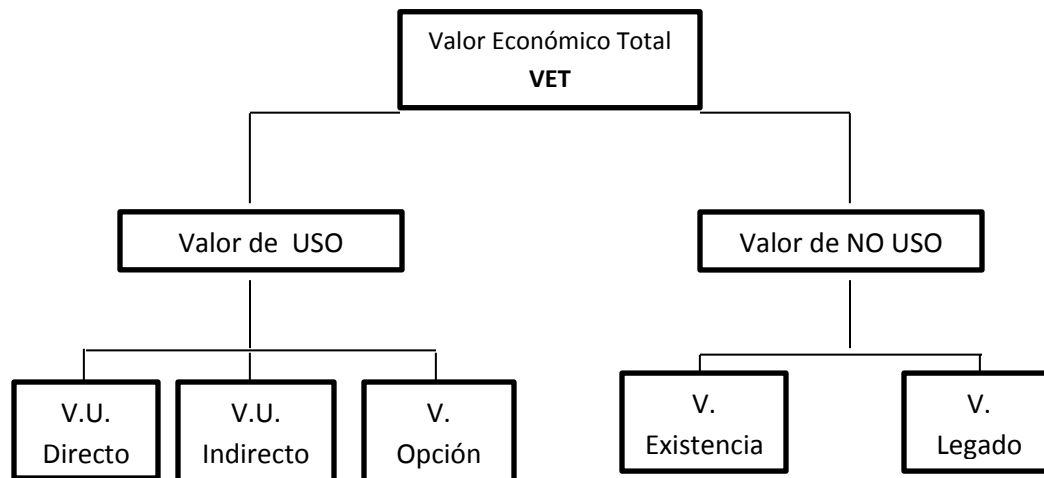 Valor Económico Total
VET
Valor de USO
Valor de NO USO
V.U.
Directo
V.U.
Indirecto
V.
Opción
V.
Existencia
V.
Legado